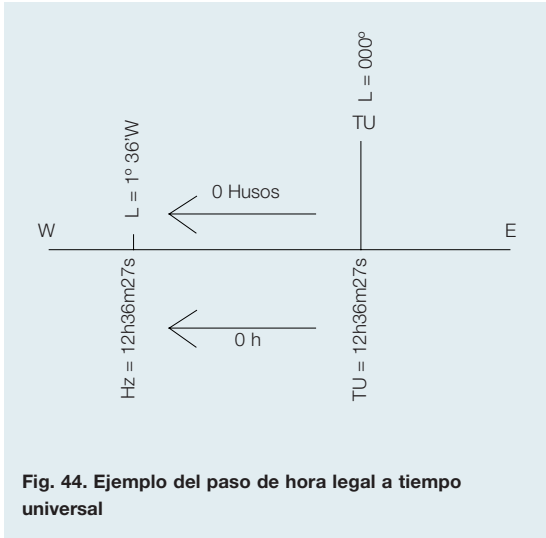 L = 000º
TU
L = 1º 36'W
0 Husos
W
E
Hz = 12h36m27s
0 h
TU = 12h36m27s
Fig. 44. Ejemplo del paso de hora legal a tiempo
universal